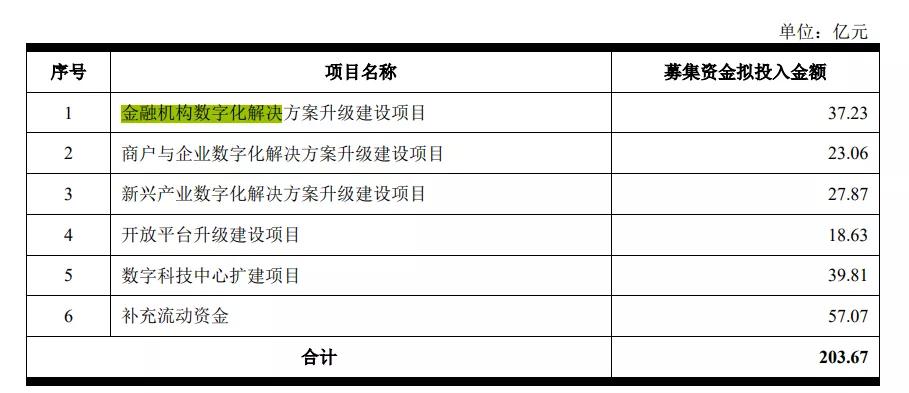 单位：亿元
序号 项目名称 募集资金拟投入金额
1 金融机构数字化解决方案升级建设项目 37.23
2 商户与企业数字化解决方案升级建设项目 23.06
3 新兴产业数字化解决方案升级建设项目 27.87
4 开放平台升级建设项目 18.63
5 数字科技中心扩建项目 39.81
6 补充流动资金 57.07
合计 203.67